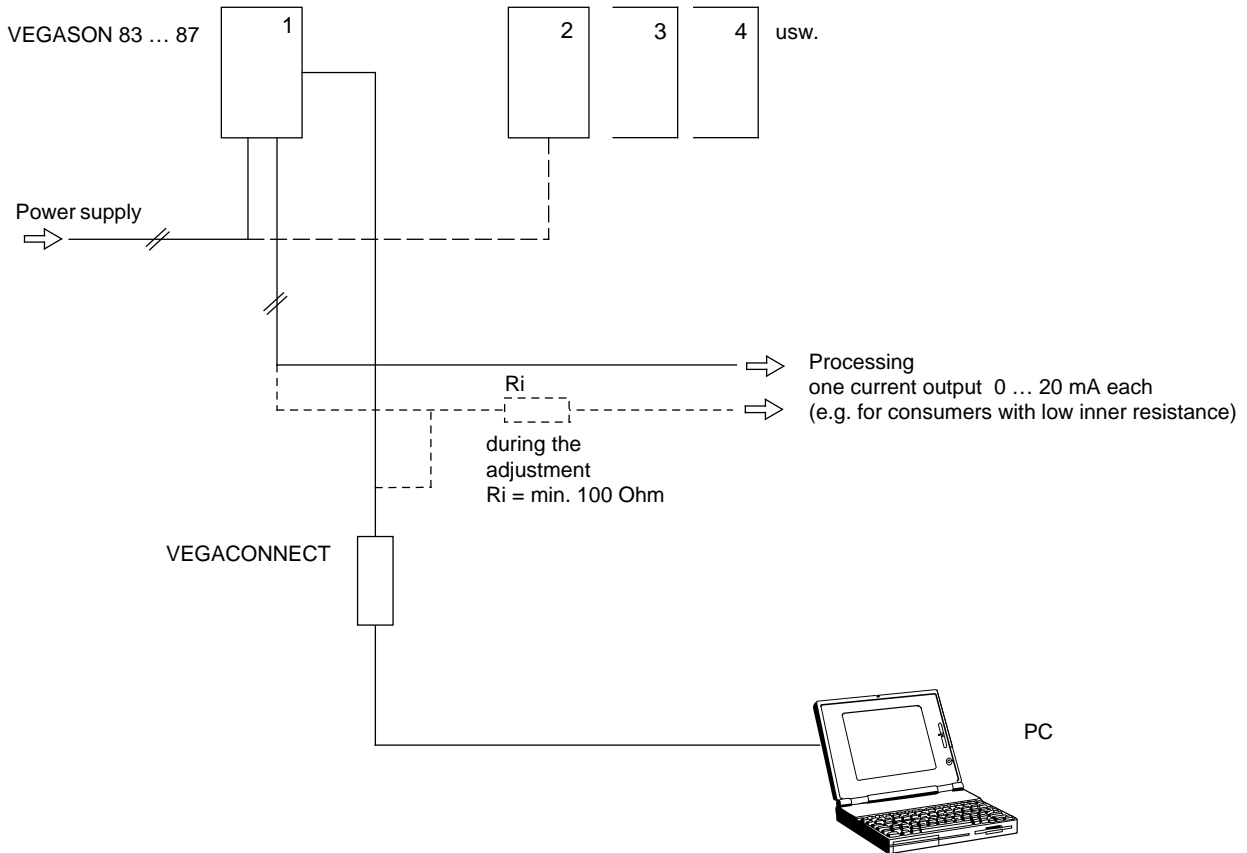 VEGASON 83 … 87
1
2
3
4
usw.
Power supply
Processing
one current output 0 … 20 mA each
(e.g. for consumers with low inner resistance)
Ri
during the
adjustment
Ri = min. 100 Ohm
VEGACONNECT
PC